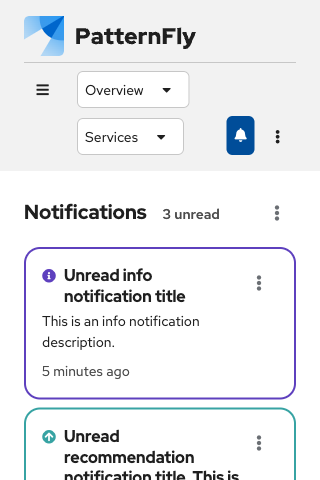 PatternFly
Overview
Services
Notifications 3 unread
Unread info
notification title
This is an info notification
description.
5 minutes ago
Unread
recommendation
notification title. This is